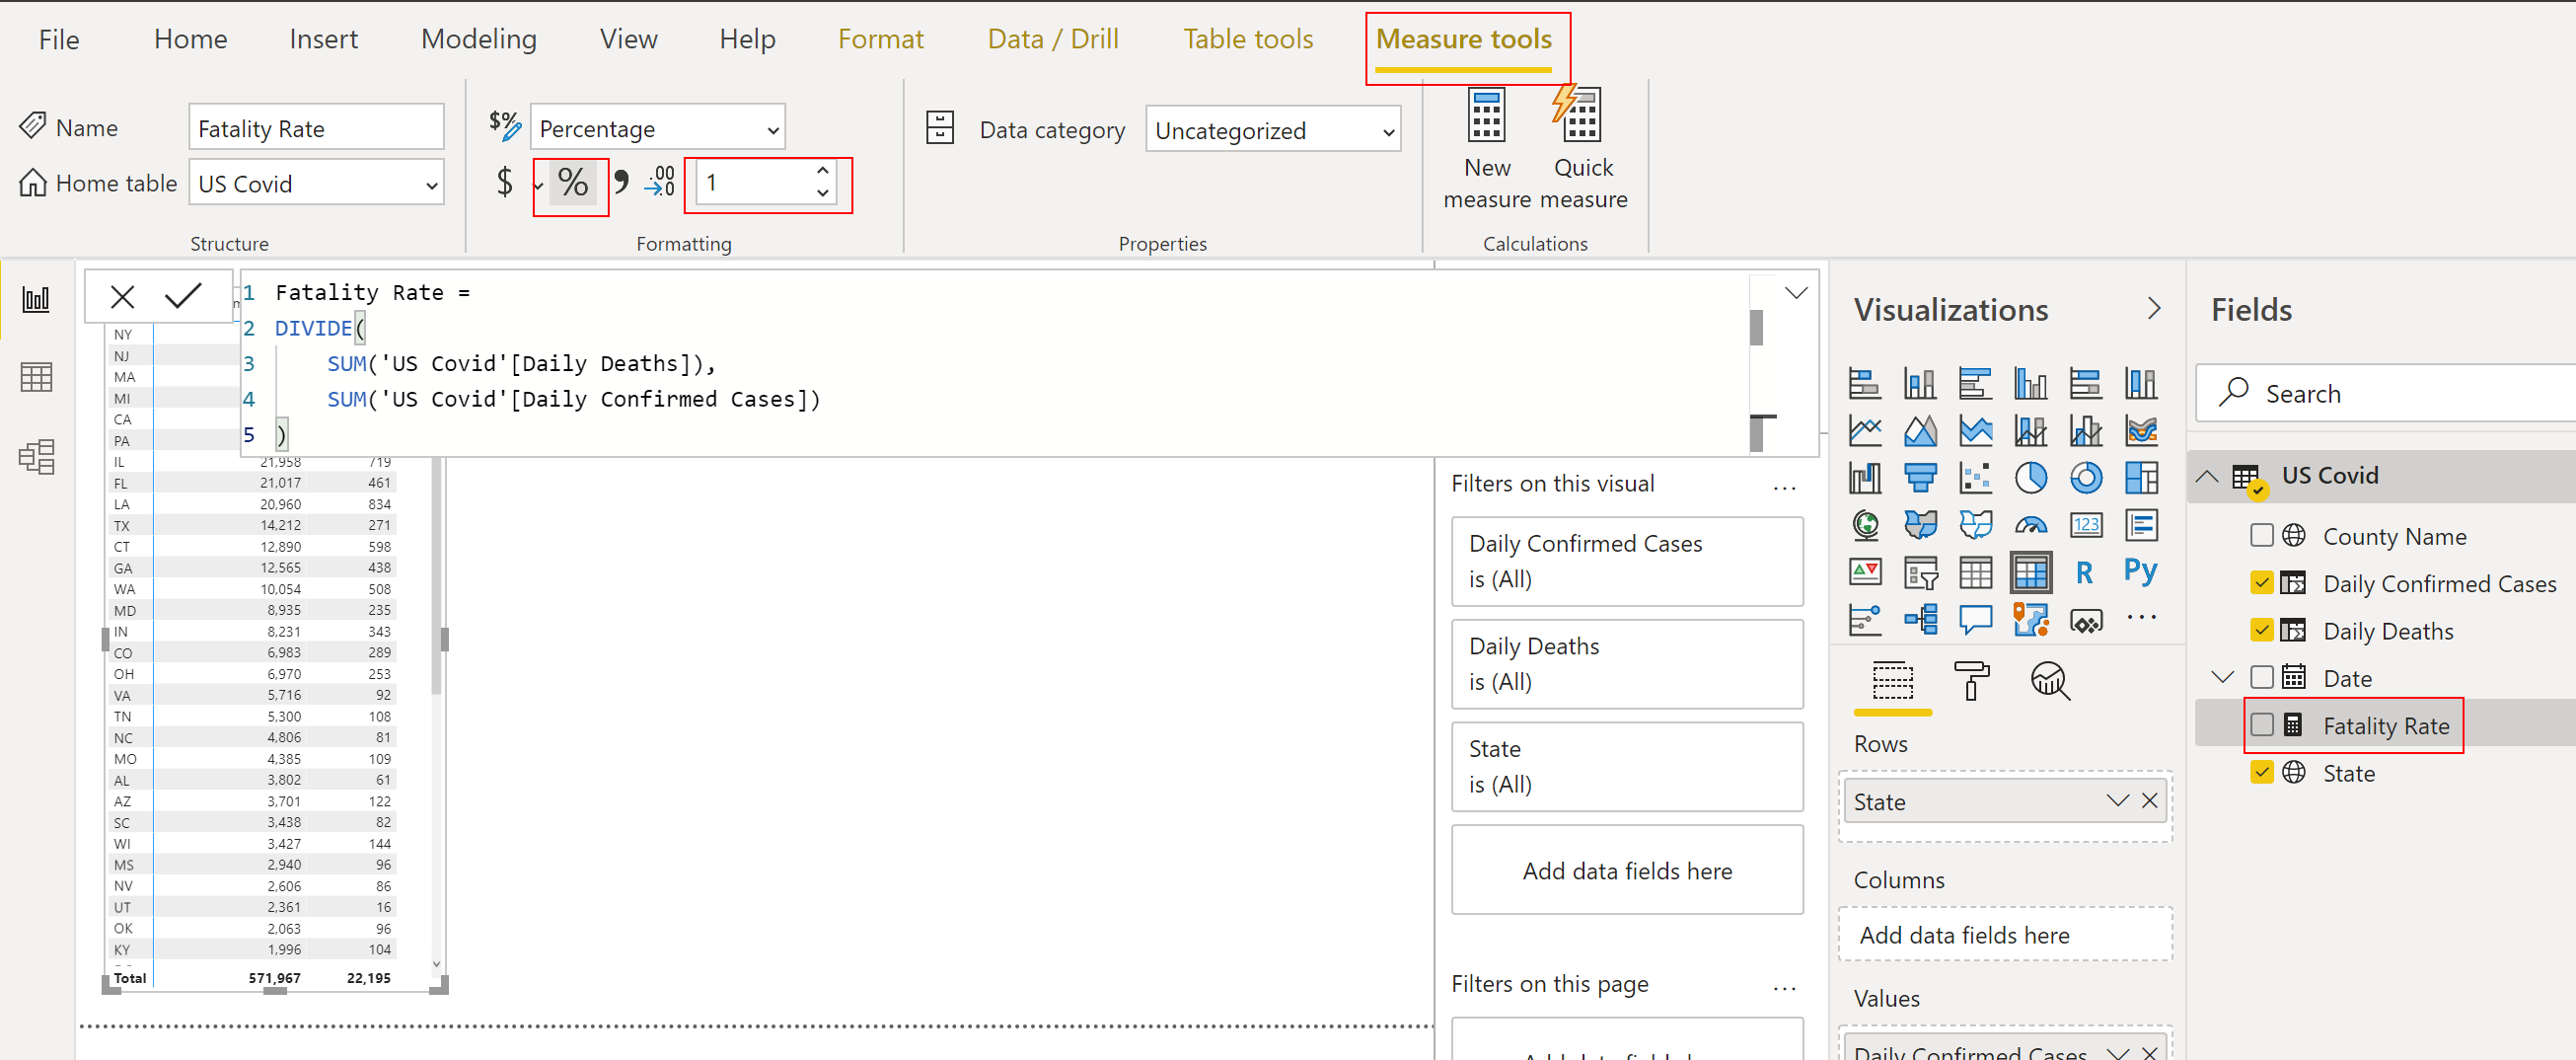 File Home Insert Modeling View Help Format Data / Drill Table tools Measure tools
Name Fatality Rate
Home table US Covid
Structure
$% Percentage
$ % , .00 →.0 1
Formatting
Data category Uncategorized
Properties
New measure
Quick measure
Calculations
1 Fatality Rate =
2 DIVIDE(
3 SUM('US Covid'[Daily Deaths]),
4 SUM('US Covid'[Daily Confirmed Cases])
5 )
NY
NJ
MA
MI
CA
PA
IL 21,958 719
FL 21,017 461
LA 20,960 834
TX 14,212 271
CT 12,890 598
GA 12,565 438
WA 10,054 508
MD 8,935 235
IN 8,231 343
CO 6,983 289
OH 6,970 253
VA 5,716 92
TN 5,300 108
NC 4,806 81
MO 4,385 109
AL 3,802 61
AZ 3,701 122
SC 3,438 82
WI 3,427 144
MS 2,940 96
NV 2,606 86
UT 2,361 16
OK 2,063 96
KY 1,996 104
Total 571,967 22,195
Filters on this visual ...
Daily Confirmed Cases
is (All)
Daily Deaths
is (All)
State
is (All)
Add data fields here
Filters on this page ...
Visualizations
123
R Py
...
Rows
State
Columns
Add data fields here
Values
Daily Confirmed Cases
Fields
Search
US Covid
County Name
Daily Confirmed Cases
Daily Deaths
Date
Fatality Rate
State